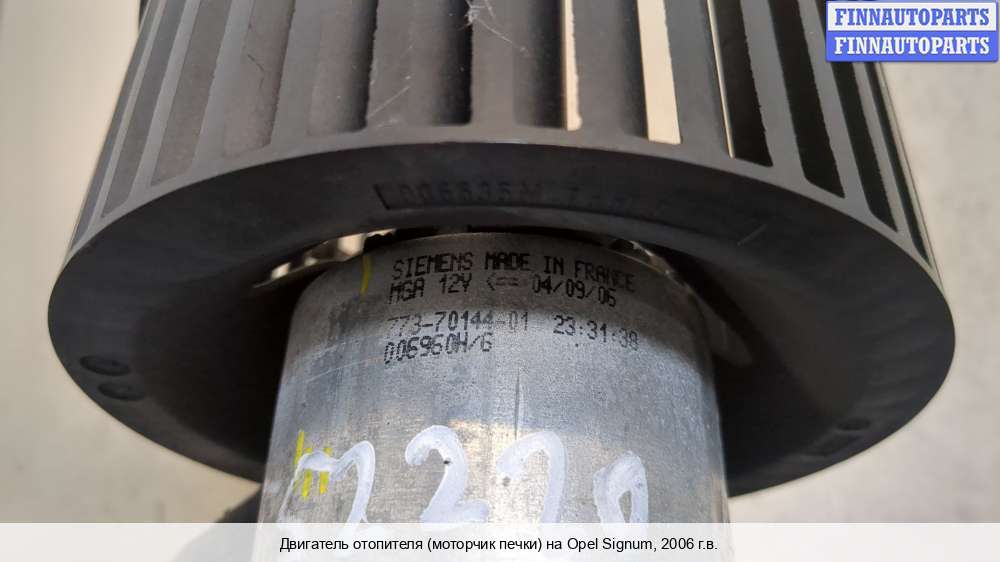 FINNAUTOPARTS
FINNAUTOPARTS
006635M
SIEMENS MADE IN FRANCE
MGA 12V <== 04/09/06
773-70144-01 23:31:38
006960H/G
Двигатель отопителя (моторчик печки) на Opel Signum, 2006 г.в.